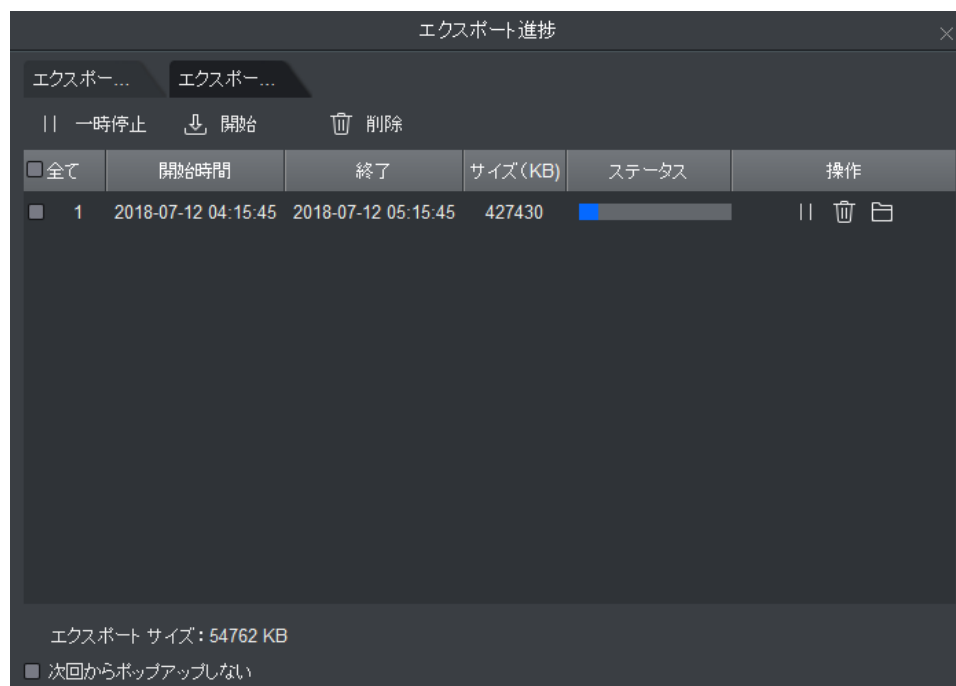 エクスポート進捗
エクスポー... エクスポー...
一時停止 開始 削除
全て 開始時間 終了 サイズ(KB) ステータス 操作
1 2018-07-12 04:15:45 2018-07-12 05:15:45 427430
エクスポート サイズ：54762 KB
次回からポップアップしない